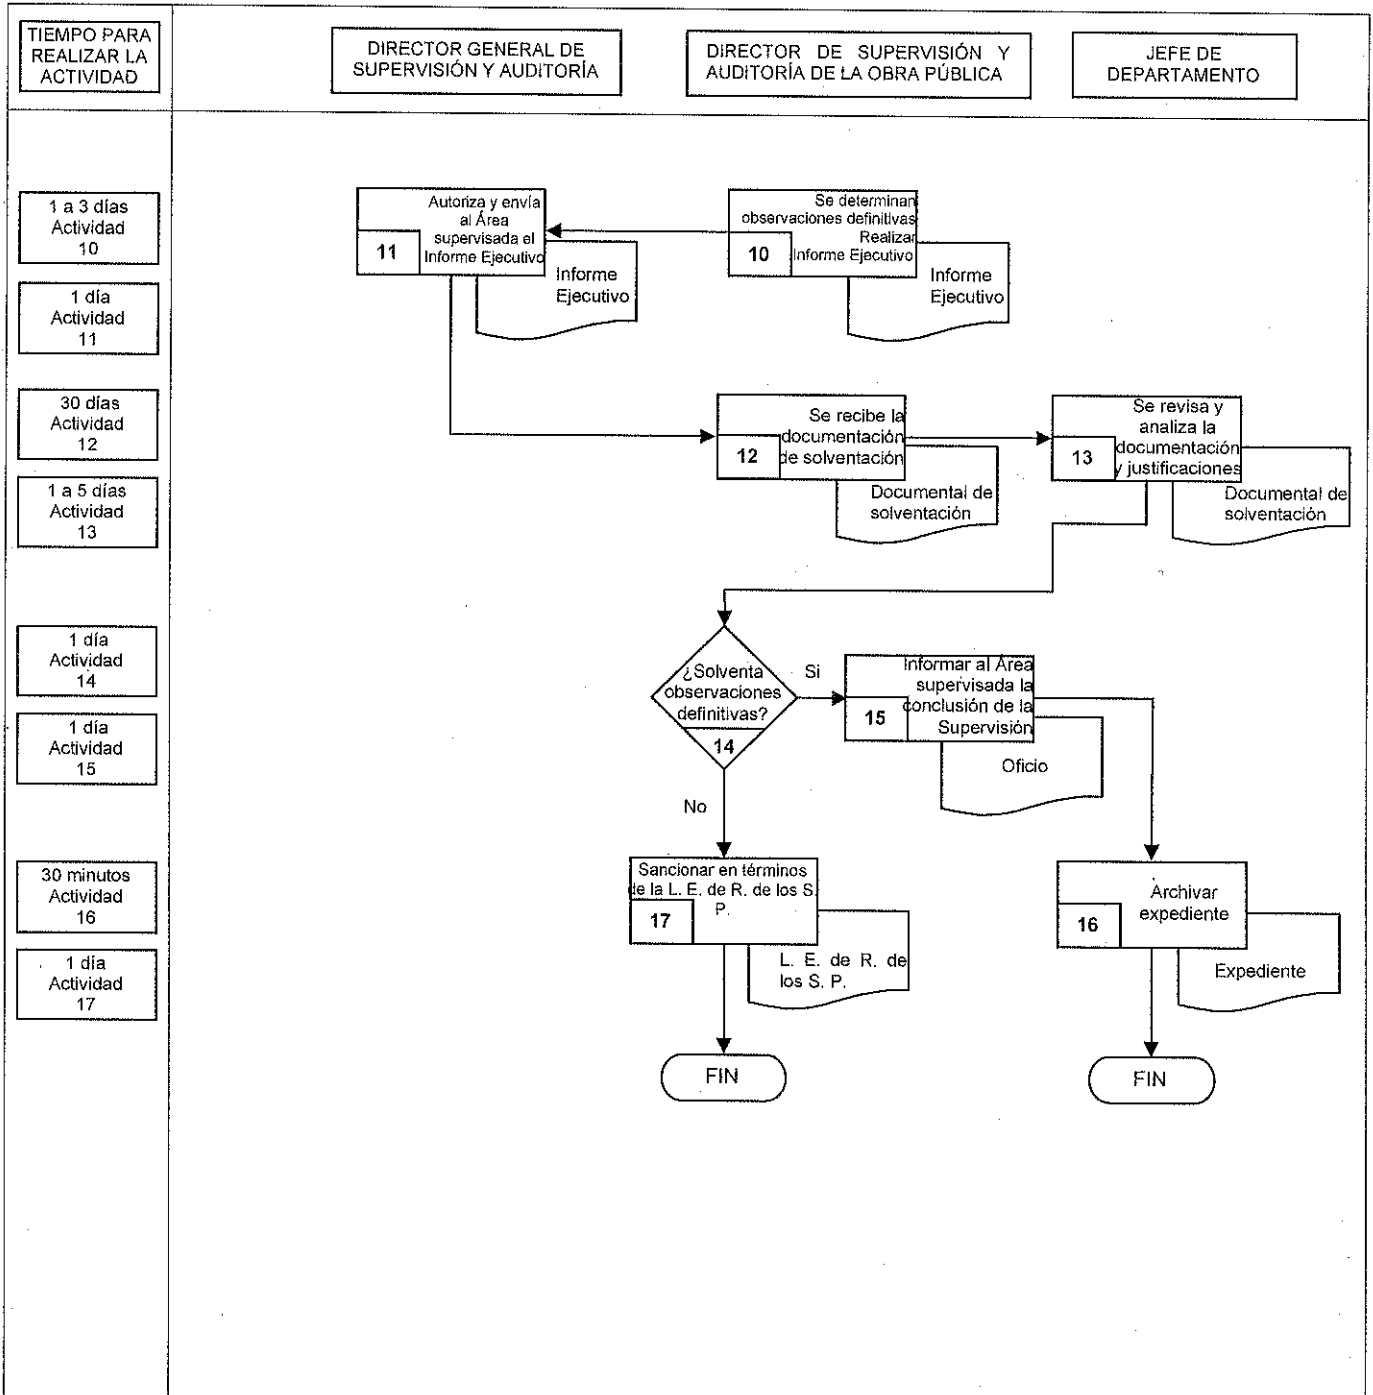 TIEMPO PARA
REALIZAR LA
ACTIVIDAD
DIRECTOR GENERAL DE
SUPERVISIÓN Y AUDITORÍA
DIRECTOR DE SUPERVISIÓN Y
AUDITORÍA DE LA OBRA PÚBLICA
JEFE DE
DEPARTAMENTO
1 a 3 días
Actividad
10
1 día
Actividad
11
30 días
Actividad
12
1 a 5 días
Actividad
13
1 día
Actividad
14
1 día
Actividad
15
30 minutos
Actividad
16
1 día
Actividad
17
Autoriza y envía
al Área
supervisada el
Informe Ejecutivo
11
Informe
Ejecutivo
Se determinan
observaciones definitivas
Realizar
Informe Ejecutivo
10
Informe
Ejecutivo
Se recibe la
documentación
de solventación
12
Documental de
solventación
Se revisa y
analiza la
documentación
y justificaciones
13
Documental de
solventación
¿Solventa
observaciones
definitivas?
14
Si
Informar al Área
supervisada la
conclusión de la
Supervisión
15
Oficio
No
Sancionar en términos
de la L. E. de R. de los S.
P.
17
L. E. de R. de
los S. P.
Archivar
expediente
16
Expediente
FIN
FIN